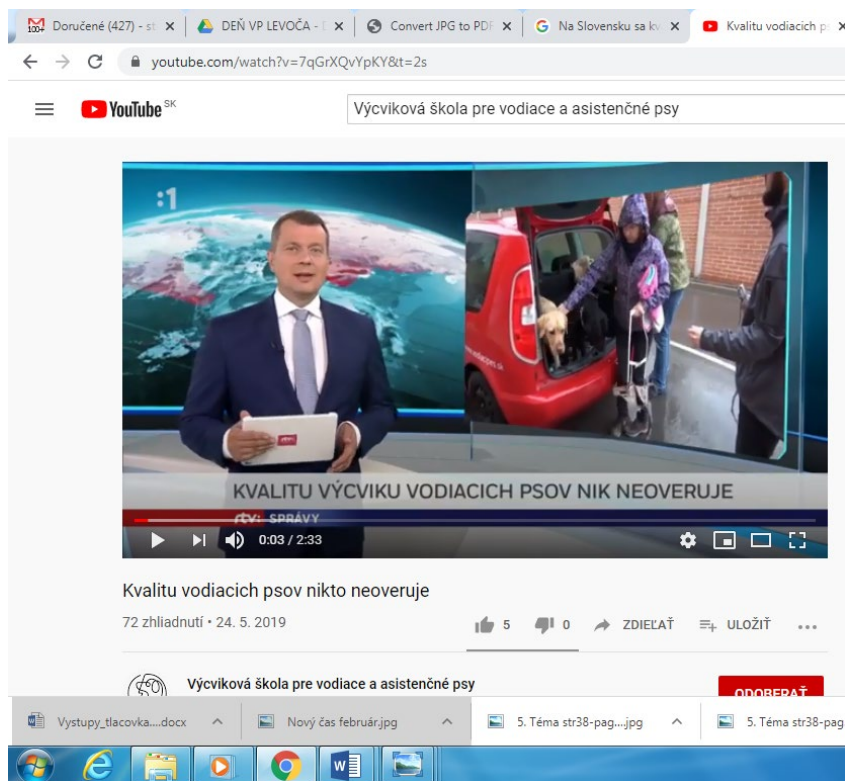 Doručené (427) - st
DEŇ VP LEVOČA -
Convert JPG to PDF
Na Slovensku sa kv
Kvalitu vodiacich p
youtube.com/watch?v=7qGrXQvYpKY&t=2s
YouTube SK
Výcviková škola pre vodiace a asistenčné psy
:1
KVALITU VÝCVIKU VODIACICH PSOV NIK NEOVERUJE
rtv: SPRÁVY
0:03 / 2:33
Kvalitu vodiacich psov nikto neoveruje
72 zhliadnutí • 24. 5. 2019
5
0
ZDIEĽAŤ
ULOŽIŤ
Výcviková škola pre vodiace a asistenčné psy
ODOBERAŤ
Vystupy_tlacovka....docx
Nový čas február.jpg
5. Téma str38-pag....jpg
5. Téma str38-pag